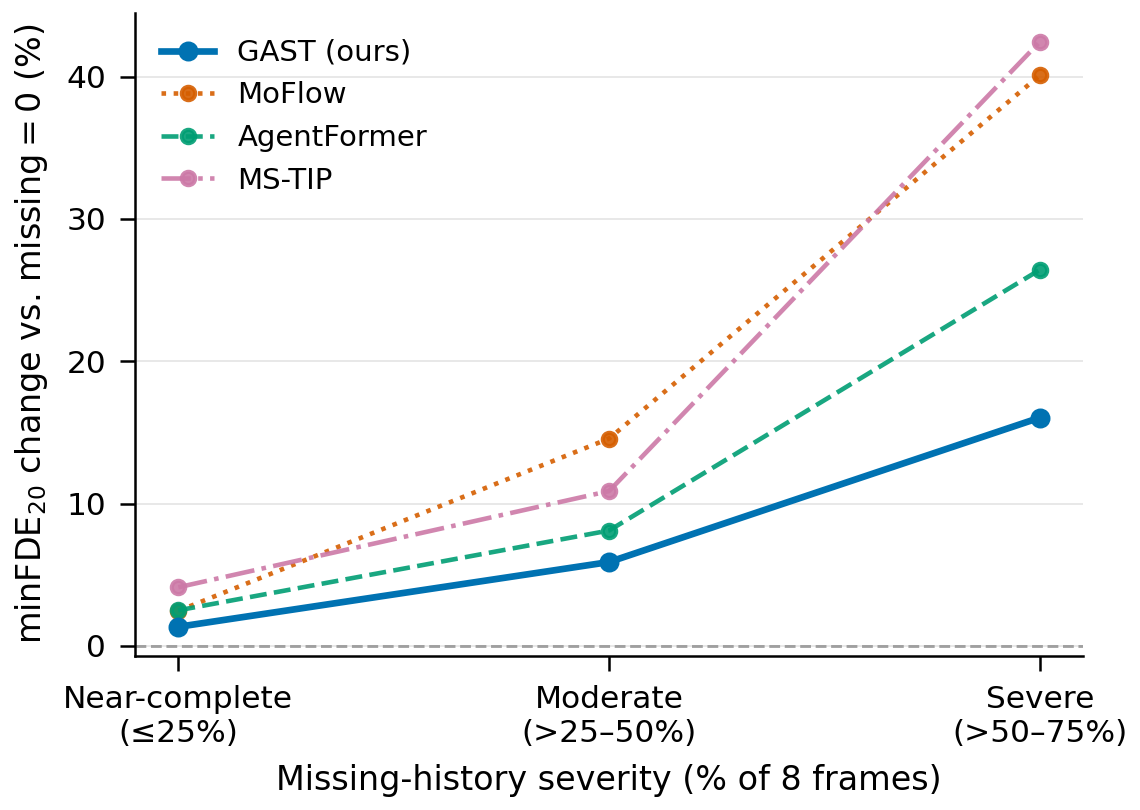 minFDE₂₀ change vs. missing = 0 (%)
40
30
20
10
0
GAST (ours)
MoFlow
AgentFormer
MS-TIP
Near-complete
(≤25%)
Moderate
(>25–50%)
Severe
(>50–75%)
Missing-history severity (% of 8 frames)